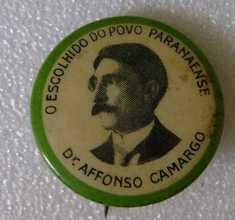 O ESCOLHIDO DO POVO PARANAENSE
Dr. AFFONSO CAMARGO